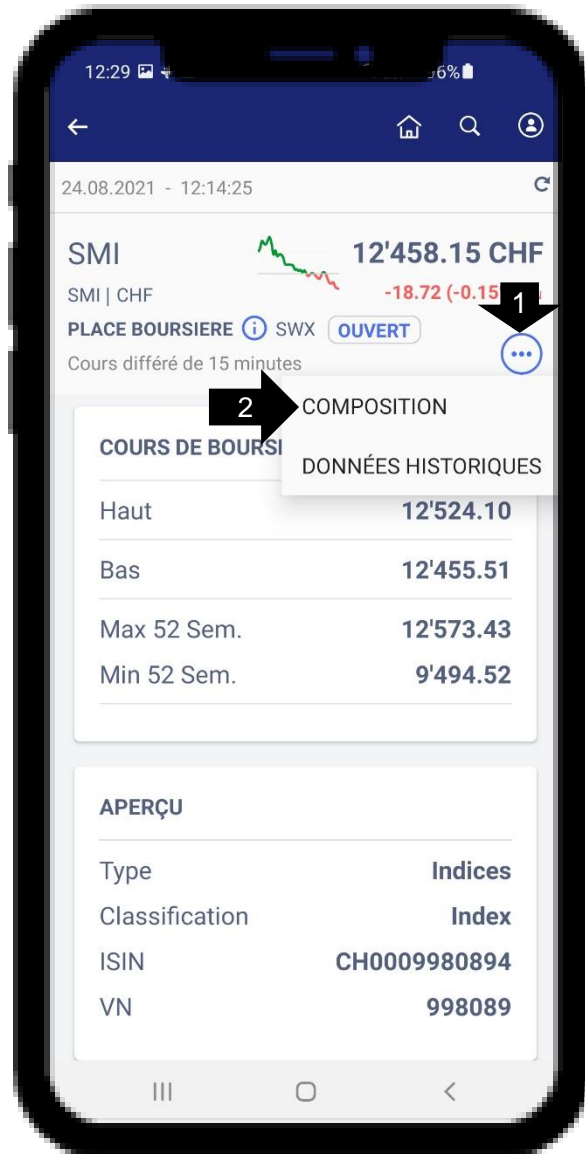 12:29
6%
24.08.2021 - 12:14:25
SMI 12'458.15 CHF
SMI | CHF -18.72 (-0.15
1
PLACE BOURSIERE i SWX OUVERT
Cours différé de 15 minutes
2 COMPOSITION
COURS DE BOURSI
DONNÉES HISTORIQUES
Haut 12'524.10
Bas 12'455.51
Max 52 Sem. 12'573.43
Min 52 Sem. 9'494.52
APERÇU
Type Indices
Classification Index
ISIN CH0009980894
VN 998089